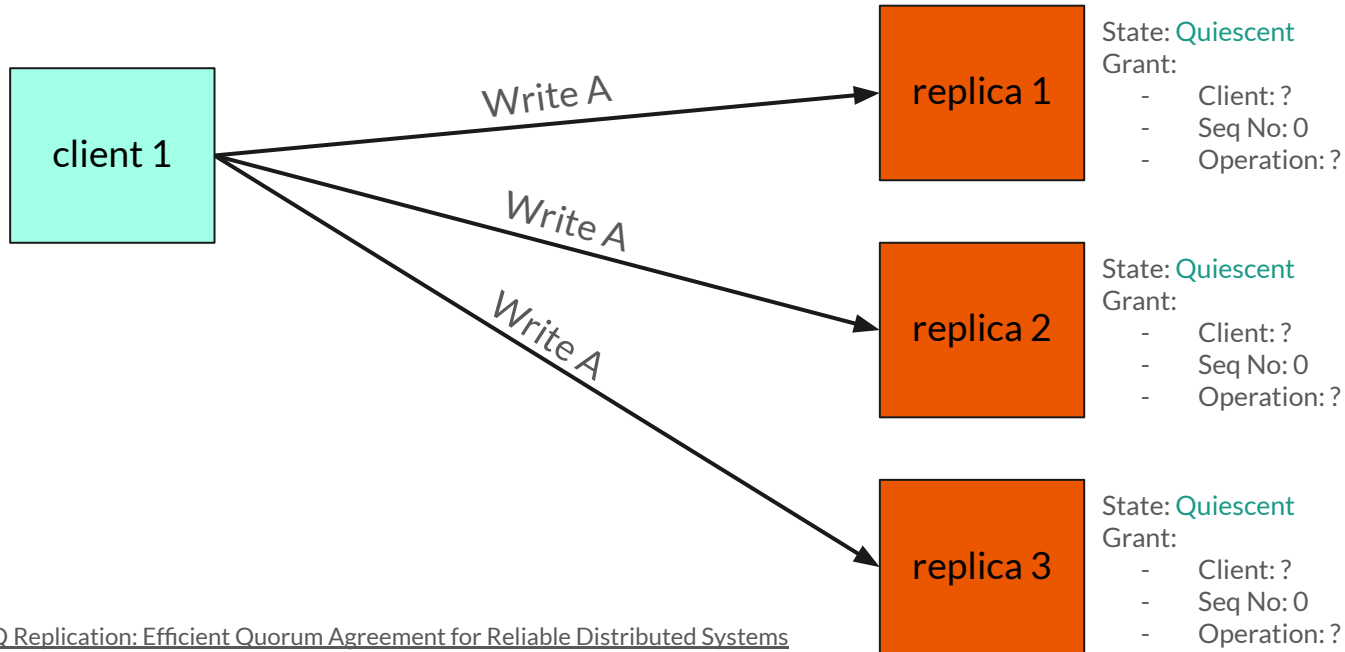 client 1
Write A
Write A
Write A
replica 1
State: Quiescent
Grant:
- Client: ?
- Seq No: 0
- Operation: ?
replica 2
State: Quiescent
Grant:
- Client: ?
- Seq No: 0
- Operation: ?
replica 3
State: Quiescent
Grant:
- Client: ?
- Seq No: 0
- Operation: ?
Q Replication: Efficient Quorum Agreement for Reliable Distributed Systems